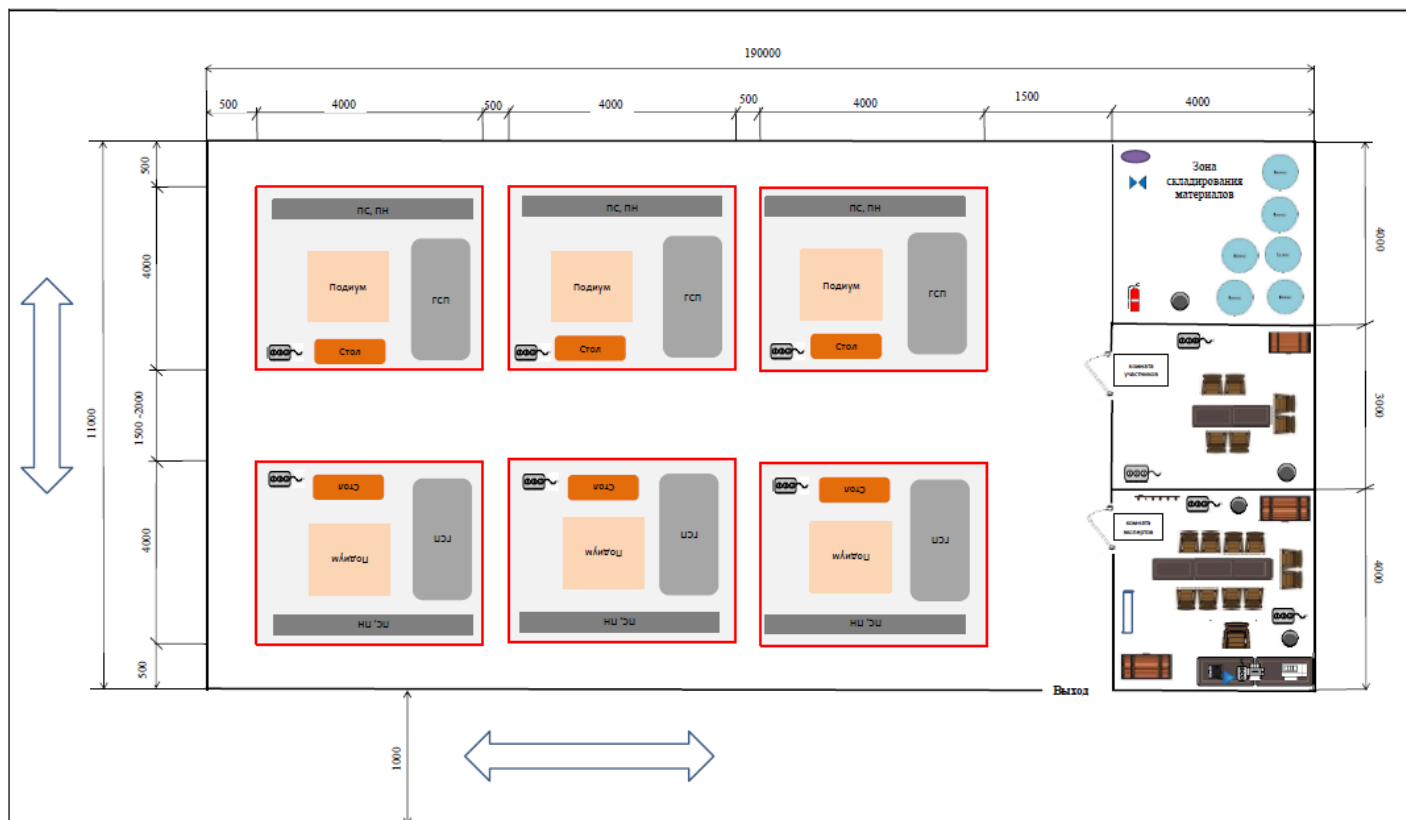 190000
500
4000
500
4000
500
4000
1500
4000
11000
500
4000
1500 -2000
4000
500
1000
4000
3000
4000
ПС, ПН
Подиум
ГСП
Стол
ПС, ПН
Подиум
ГСП
Стол
ПС, ПН
Подиум
ГСП
Стол
Стол
Подиум
ГСП
ПС, ПН
Стол
Подиум
ГСП
ПС, ПН
Стол
Подиум
ГСП
ПС, ПН
Зона
складирования
материалов
комната
участников
комната
экспертов
Выход